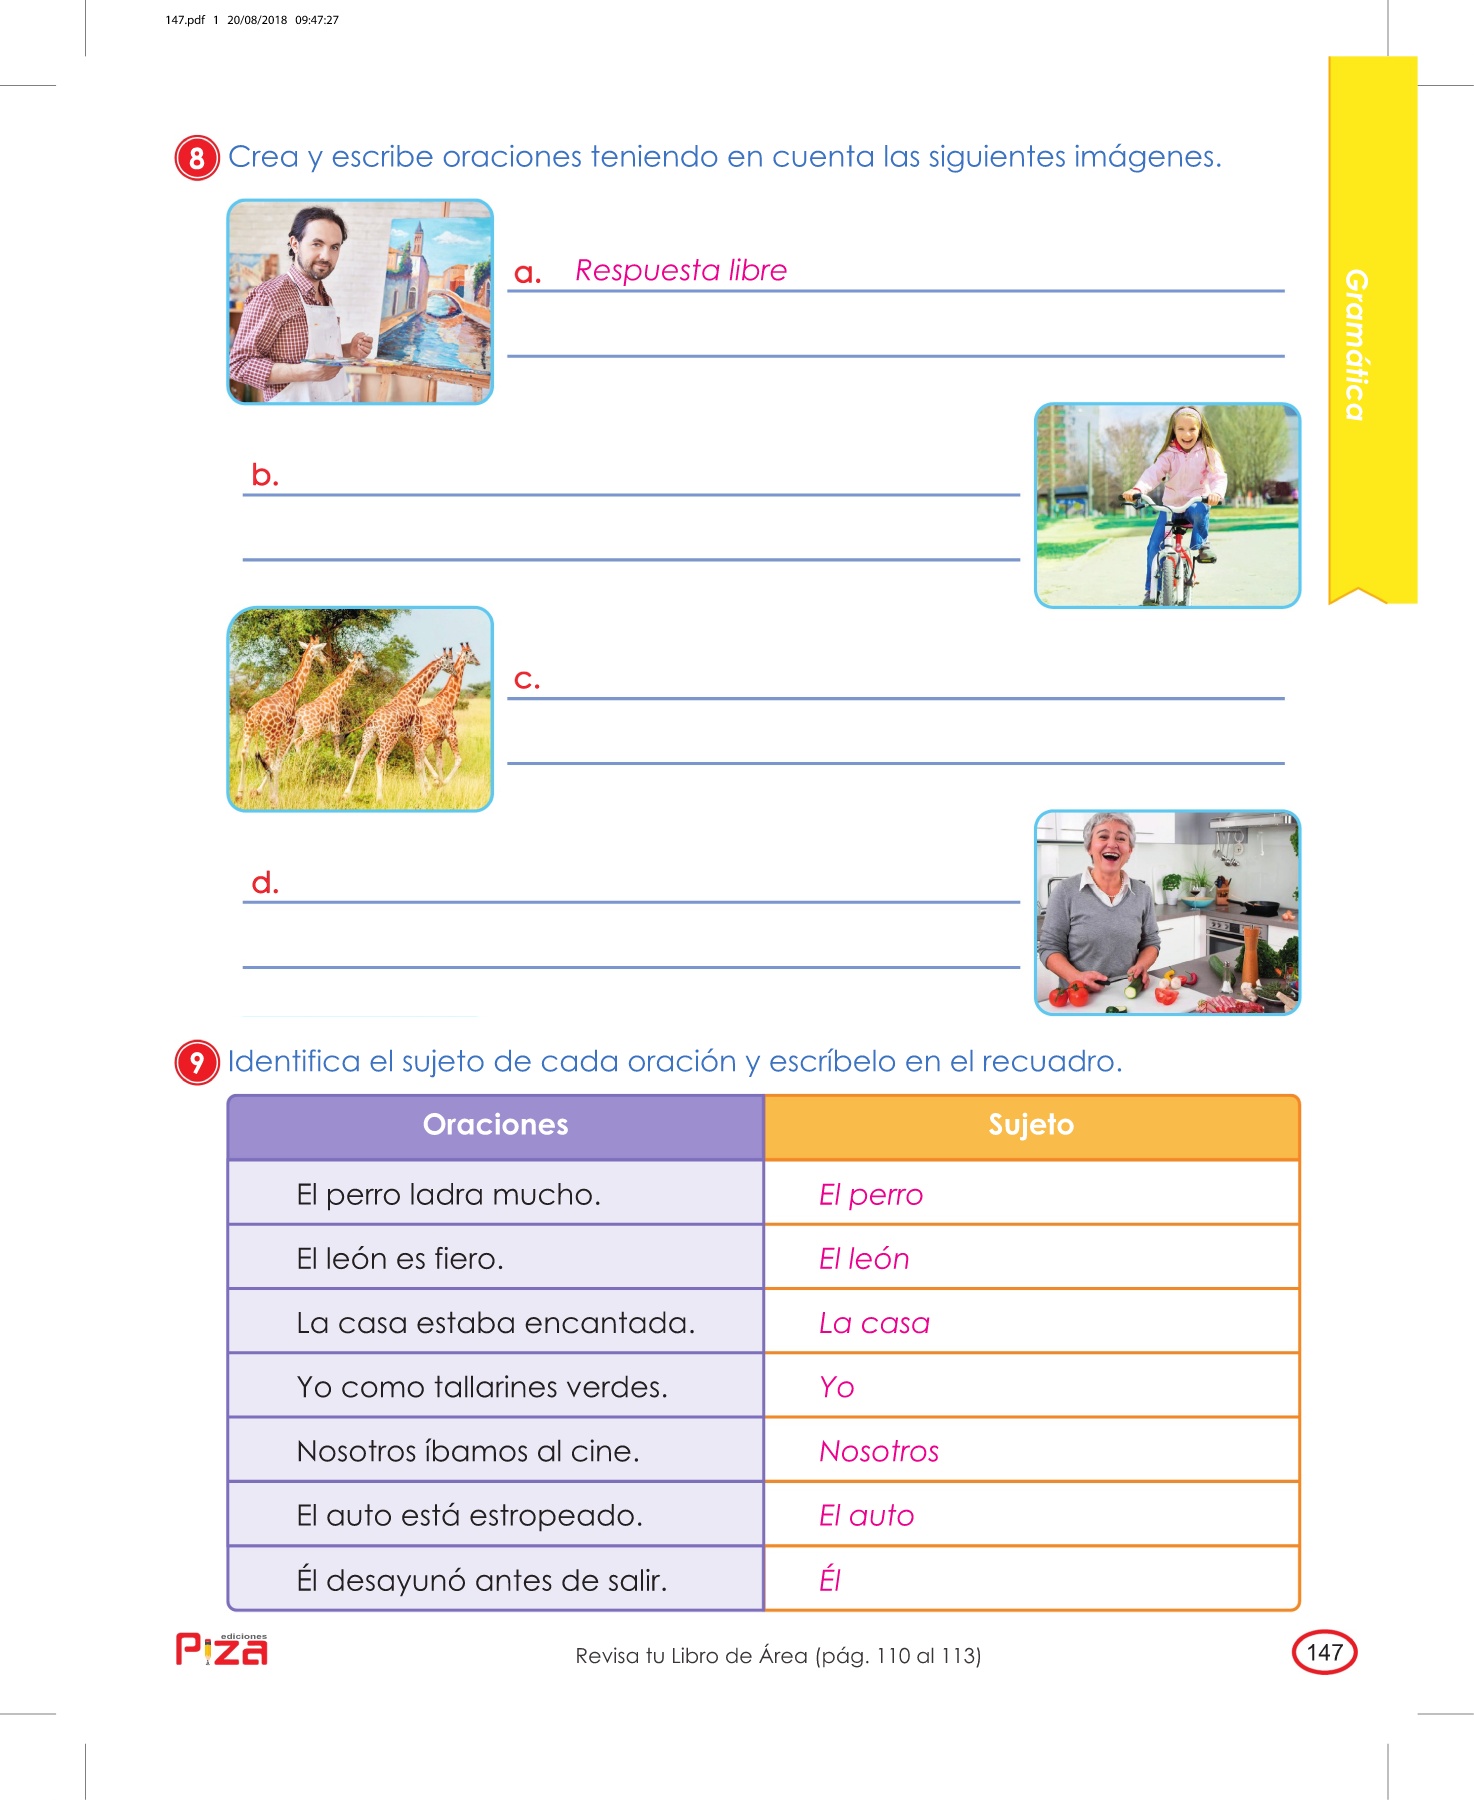 147.pdf 1 20/08/2018 09:47:27
8 Crea y escribe oraciones teniendo en cuenta las siguientes imágenes.
Gramática
a. Respuesta libre
b.
c.
d.
9 Identifica el sujeto de cada oración y escríbelo en el recuadro.
Oraciones Sujeto
El perro ladra mucho. El perro
El león es fiero. El león
La casa estaba encantada. La casa
Yo como tallarines verdes. Yo
Nosotros íbamos al cine. Nosotros
El auto está estropeado. El auto
Él desayunó antes de salir. Él
ediciones
Piza
Revisa tu Libro de Área (pág. 110 al 113)
147